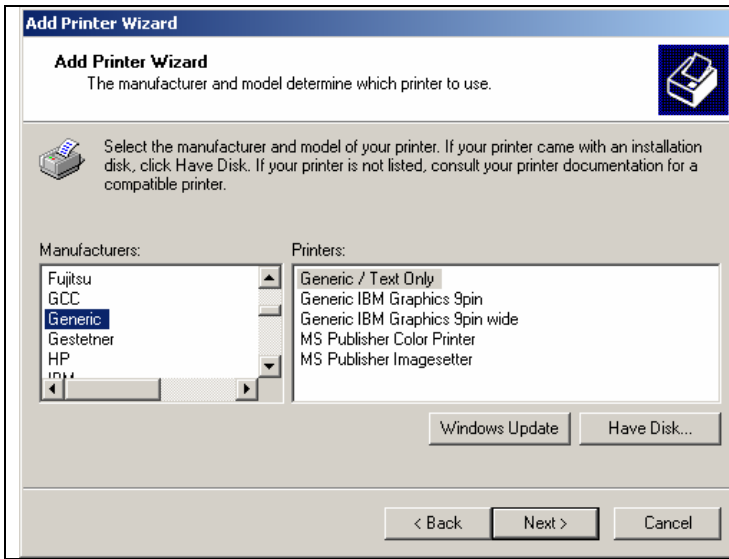 Add Printer Wizard
Add Printer Wizard
The manufacturer and model determine which printer to use.
Select the manufacturer and model of your printer. If your printer came with an installation
disk, click Have Disk. If your printer is not listed, consult your printer documentation for a
compatible printer.
Manufacturers:
Fujitsu
GCC
Generic
Gestetner
HP
IBM
Printers:
Generic / Text Only
Generic IBM Graphics 9pin
Generic IBM Graphics 9pin wide
MS Publisher Color Printer
MS Publisher Imagesetter
Windows Update
Have Disk...
< Back
Next >
Cancel